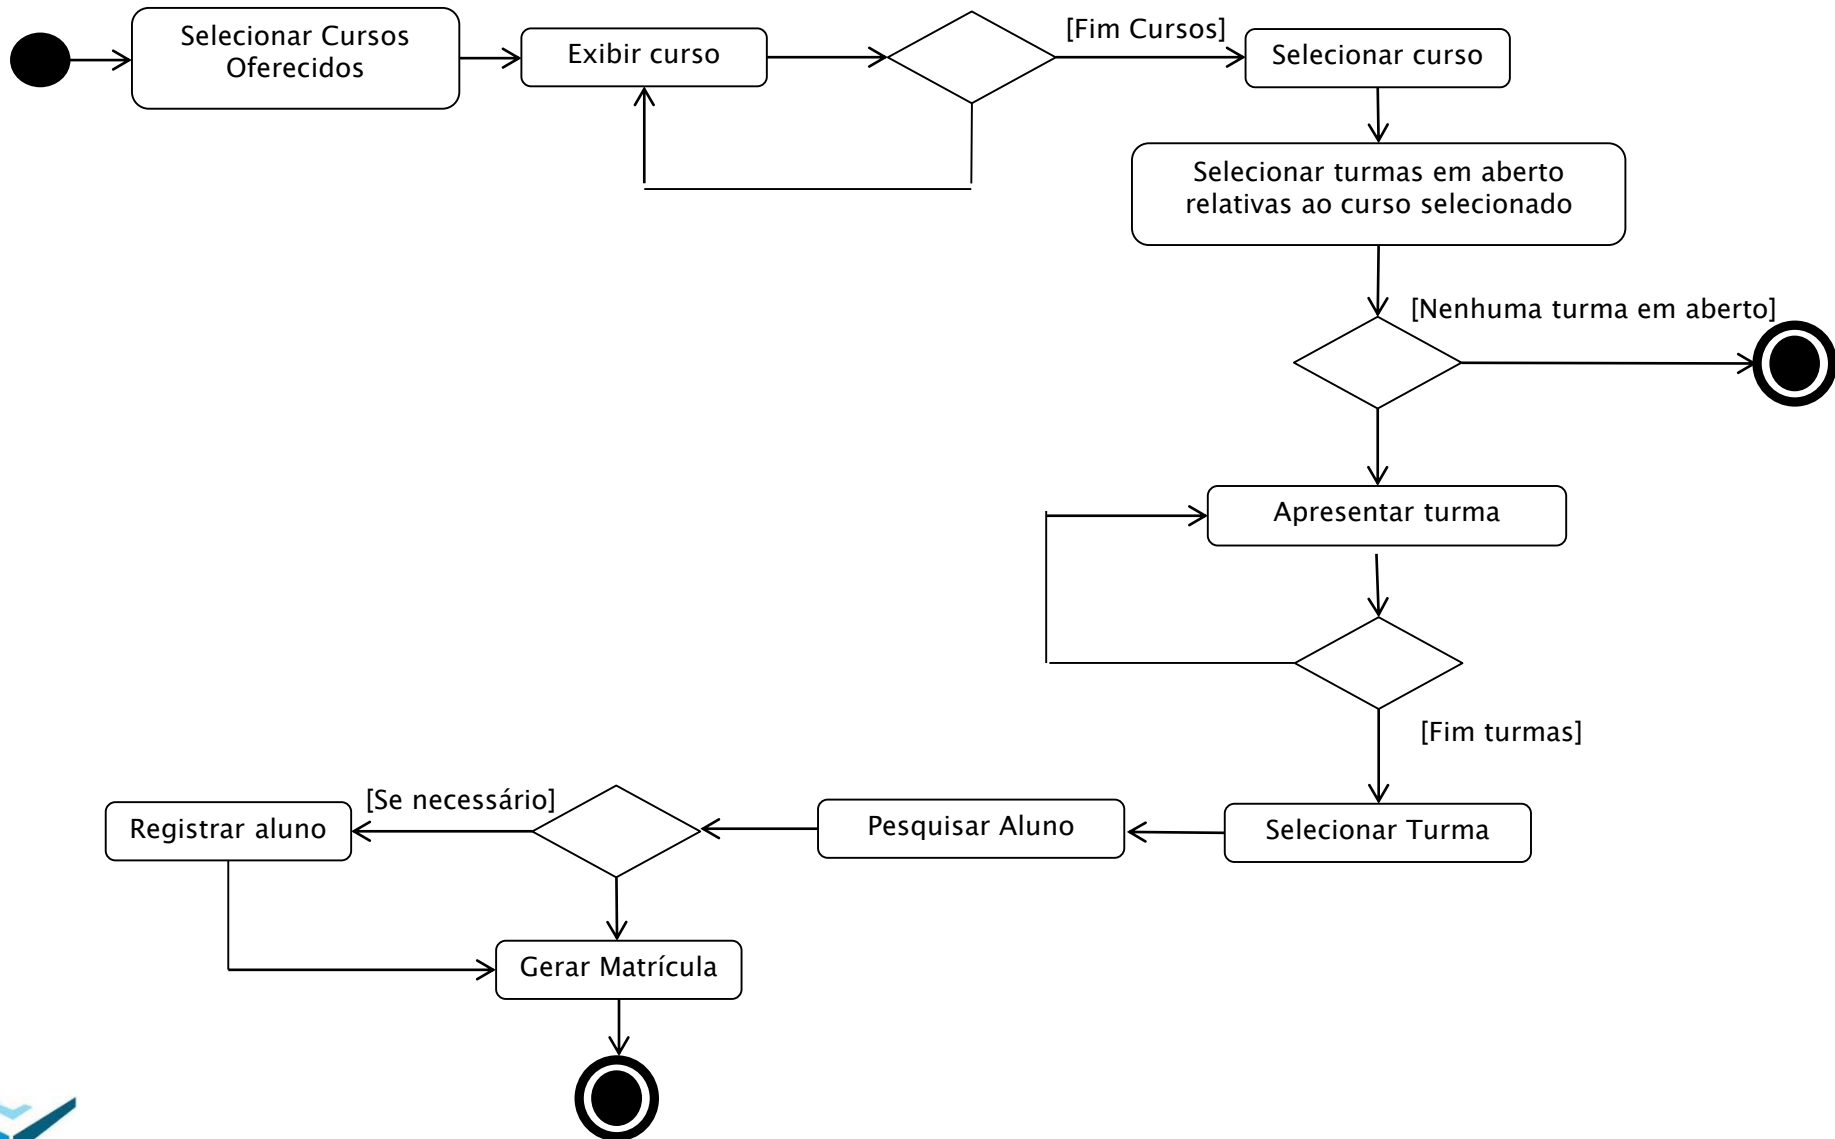 Selecionar Cursos
Oferecidos
Exibir curso
[Fim Cursos]
Selecionar curso
Selecionar turmas em aberto
relativas ao curso selecionado
[Nenhuma turma em aberto]
Apresentar turma
[Fim turmas]
Selecionar Turma
Pesquisar Aluno
[Se necessário]
Registrar aluno
Gerar Matrícula